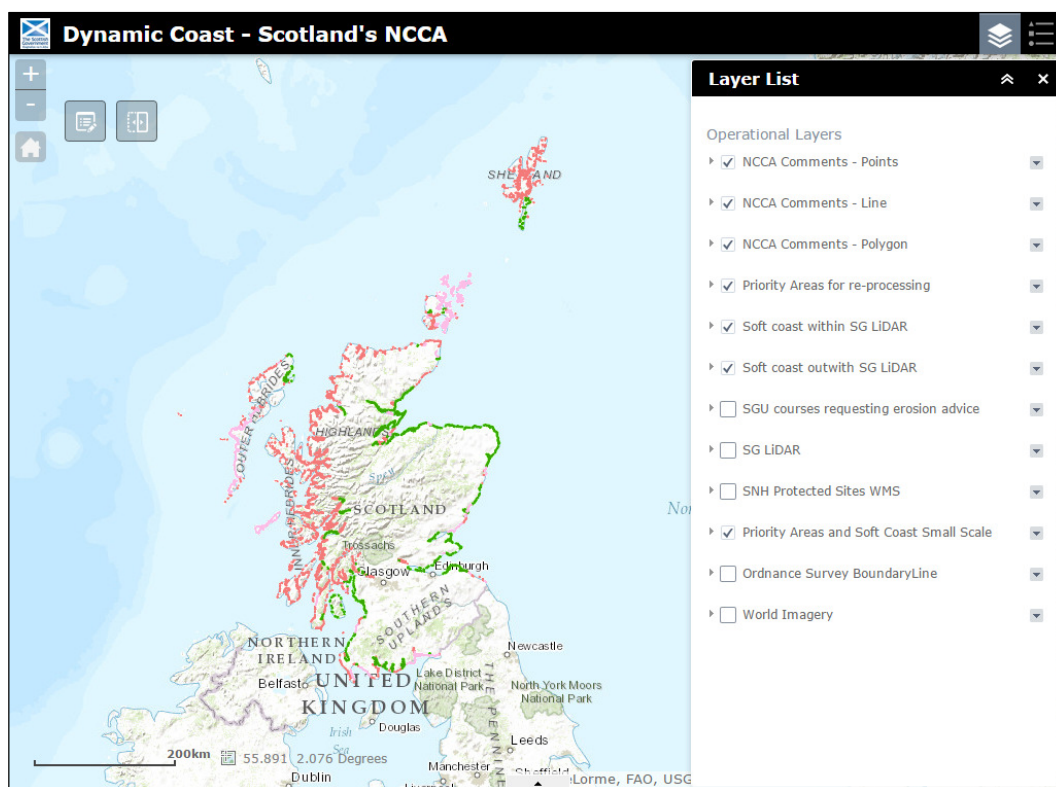 Dynamic Coast - Scotland's NCCA
Layer List
Operational Layers
NCCA Comments - Points
NCCA Comments - Line
NCCA Comments - Polygon
Priority Areas for re-processing
Soft coast within SG LiDAR
Soft coast outwith SG LiDAR
SGU courses requesting erosion advice
SG LiDAR
SNH Protected Sites WMS
Priority Areas and Soft Coast Small Scale
Ordnance Survey BoundaryLine
World Imagery
+
-
SHETLAND
OUTER HEBRIDES
HIGHLANDS
INNER HEBRIDES
Spey
SCOTLAND
Trossachs
Glasgow
Edinburgh
SOUTHERN
UPLANDS
NORTHERN
IRELAND
Newcastle
Belfast
UNITED
KINGDOM
Lake District
National Park
North York Moors
National Park
THE PENNINE
Douglas
Irish
Sea
Leeds
200km
55.891 2.076 Degrees
Dublin
Manchester
Sheffield
eLorme, FAO, USG